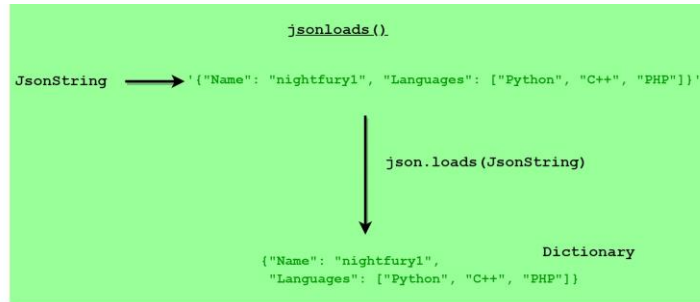 jsonloads()
JsonString '{"Name": "nightfury1", "Languages": ["Python", "C++", "PHP"]}'
json.loads(JsonString)
Dictionary
{"Name": "nightfury1",
"Languages": ["Python", "C++", "PHP"]}